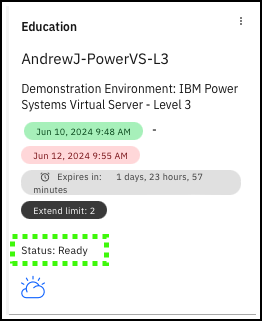 Education
AndrewJ-PowerVS-L3
Demonstration Environment: IBM Power
Systems Virtual Server - Level 3
Jun 10, 2024 9:48 AM -
Jun 12, 2024 9:55 AM
Expires in: 1 days, 23 hours, 57
minutes
Extend limit: 2
Status: Ready